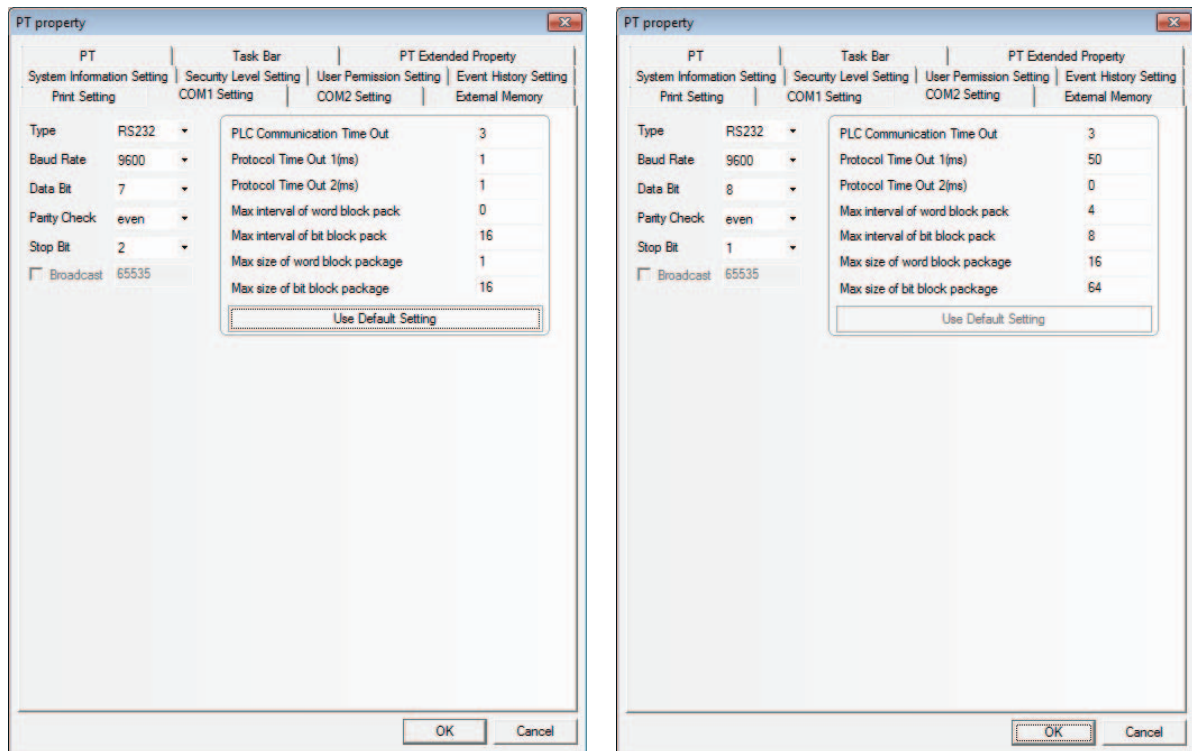 PT property
PT Task Bar PT Extended Property
System Information Setting Security Level Setting User Permission Setting Event History Setting
Print Setting COM1 Setting COM2 Setting External Memory
Type RS232
Baud Rate 9600
Data Bit 7
Parity Check even
Stop Bit 2
Broadcast 65535
PLC Communication Time Out 3
Protocol Time Out 1(ms) 1
Protocol Time Out 2(ms) 1
Max interval of word block pack 0
Max interval of bit block pack 16
Max size of word block package 1
Max size of bit block package 16
Use Default Setting
OK Cancel
PT property
PT Task Bar PT Extended Property
System Information Setting Security Level Setting User Permission Setting Event History Setting
Print Setting COM1 Setting COM2 Setting External Memory
Type RS232
Baud Rate 9600
Data Bit 8
Parity Check even
Stop Bit 1
Broadcast 65535
PLC Communication Time Out 3
Protocol Time Out 1(ms) 50
Protocol Time Out 2(ms) 0
Max interval of word block pack 4
Max interval of bit block pack 8
Max size of word block package 16
Max size of bit block package 64
Use Default Setting
OK Cancel